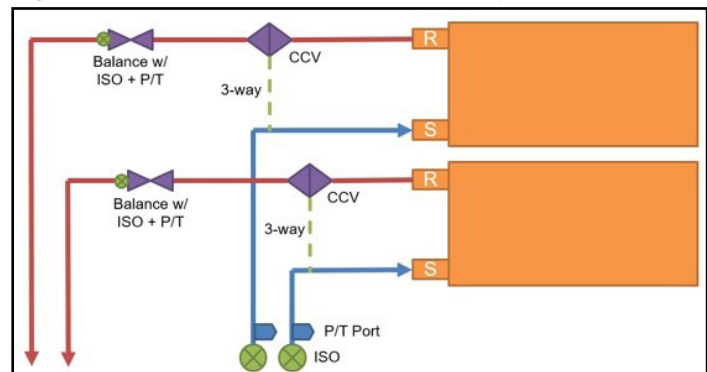 R
Balance w/
ISO + P/T
CCV
3-way
S
R
Balance w/
ISO + P/T
CCV
3-way
S
P/T Port
ISO